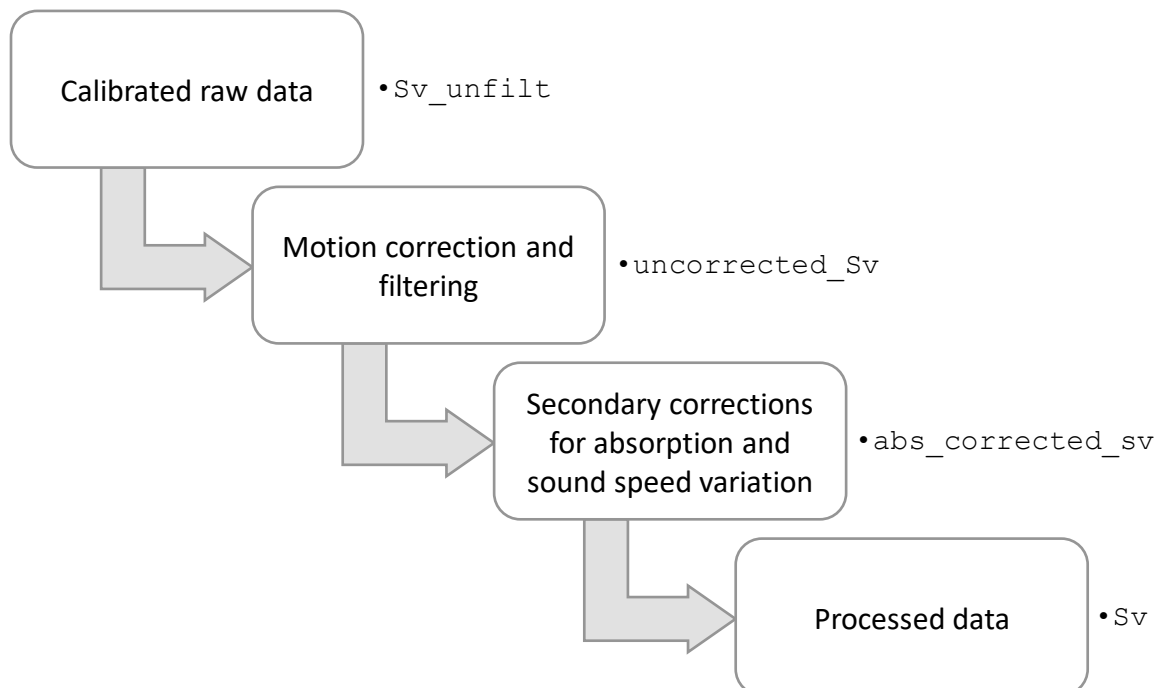 Calibrated raw data
•Sv_unfilt
Motion correction and
filtering
•uncorrected_Sv
Secondary corrections
for absorption and
sound speed variation
•abs_corrected_sv
Processed data
•Sv